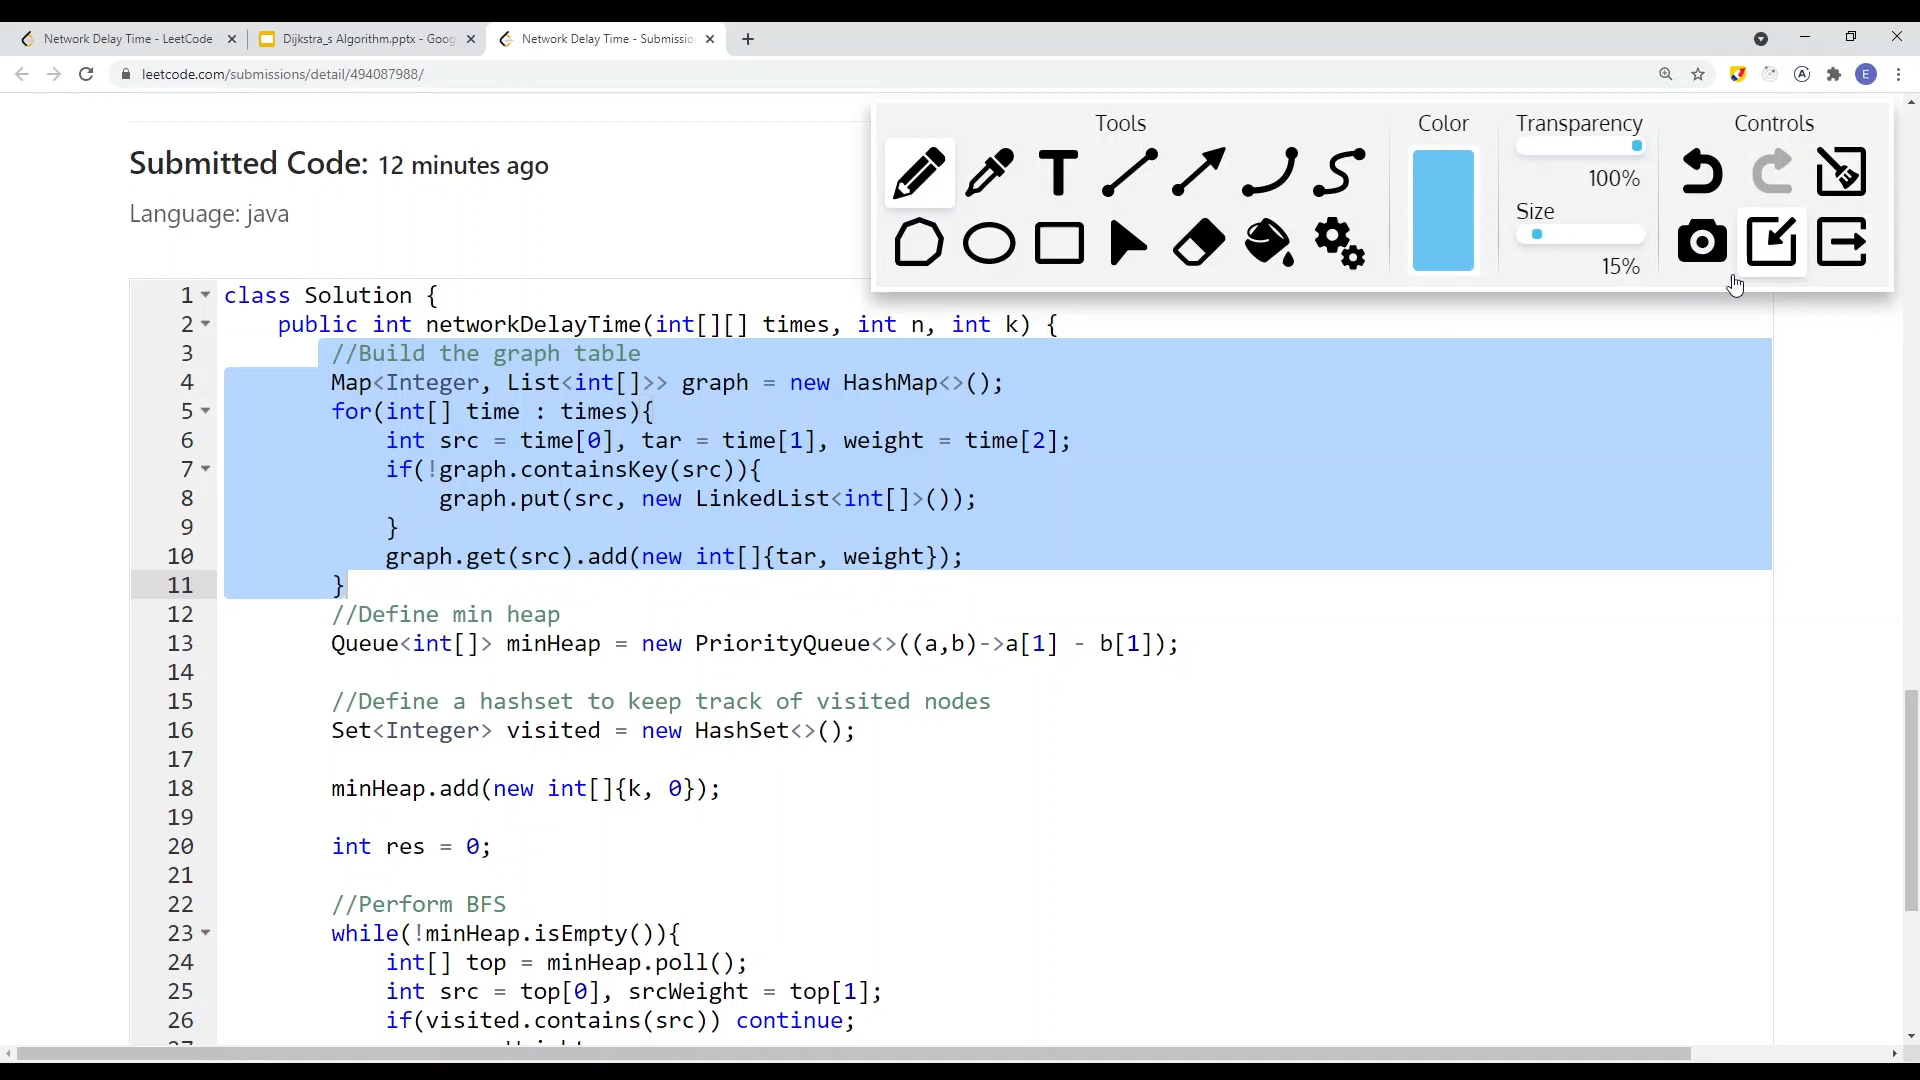 Network Delay Time - LeetCode
Dijkstra_s Algorithm.pptx - Goog
Network Delay Time - Submissio
leetcode.com/submissions/detail/494087988/
E
Tools
Color
Transparency
Controls
100%
Size
15%
Submitted Code: 12 minutes ago
Language: java
1 class Solution {
2 public int networkDelayTime(int[][] times, int n, int k) {
3 //Build the graph table
4 Map<Integer, List<int[]>> graph = new HashMap<>();
5 for(int[] time : times){
6 int src = time[0], tar = time[1], weight = time[2];
7 if(!graph.containsKey(src)){
8 graph.put(src, new LinkedList<int[]>());
9 }
10 graph.get(src).add(new int[]{tar, weight});
11 }
12 //Define min heap
13 Queue<int[]> minHeap = new PriorityQueue<>((a,b)->a[1] - b[1]);
14
15 //Define a hashset to keep track of visited nodes
16 Set<Integer> visited = new HashSet<>();
17
18 minHeap.add(new int[]{k, 0});
19
20 int res = 0;
21
22 //Perform BFS
23 while(!minHeap.isEmpty()){
24 int[] top = minHeap.poll();
25 int src = top[0], srcWeight = top[1];
26 if(visited.contains(src)) continue;